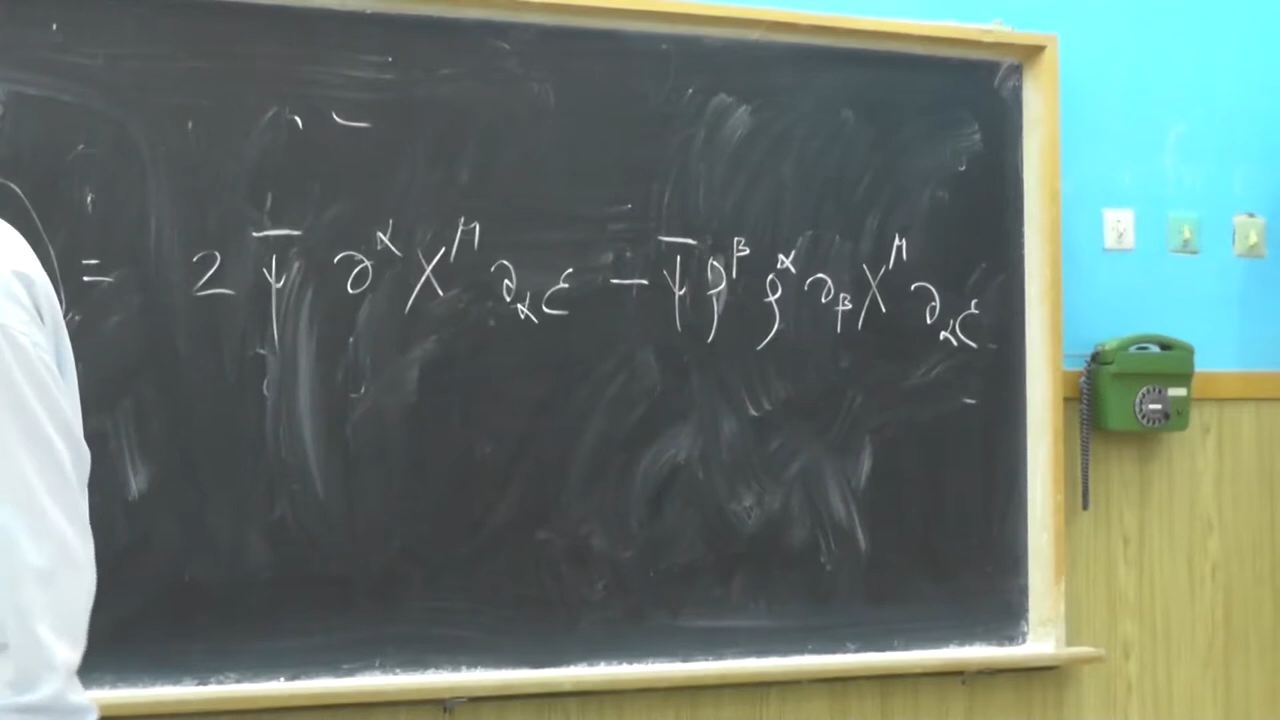 = 2 ψ̄ ∂^α X^μ ∂_α ε − ψ̄ ρ^β ρ^α ∂_β X^μ ∂_α ε